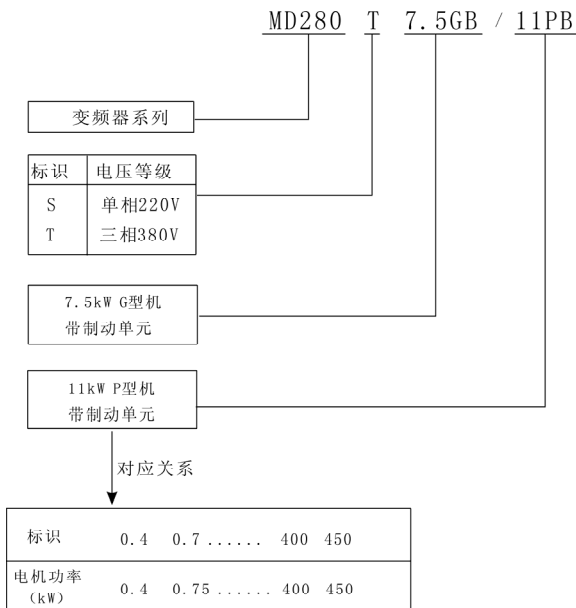 MD280 T 7.5GB / 11PB
变频器系列
标识 电压等级
S 单相220V
T 三相380V
7.5kW G型机
带制动单元
11kW P型机
带制动单元
对应关系
标识 0.4 0.7...... 400 450
电机功率
(kW) 0.4 0.75...... 400 450